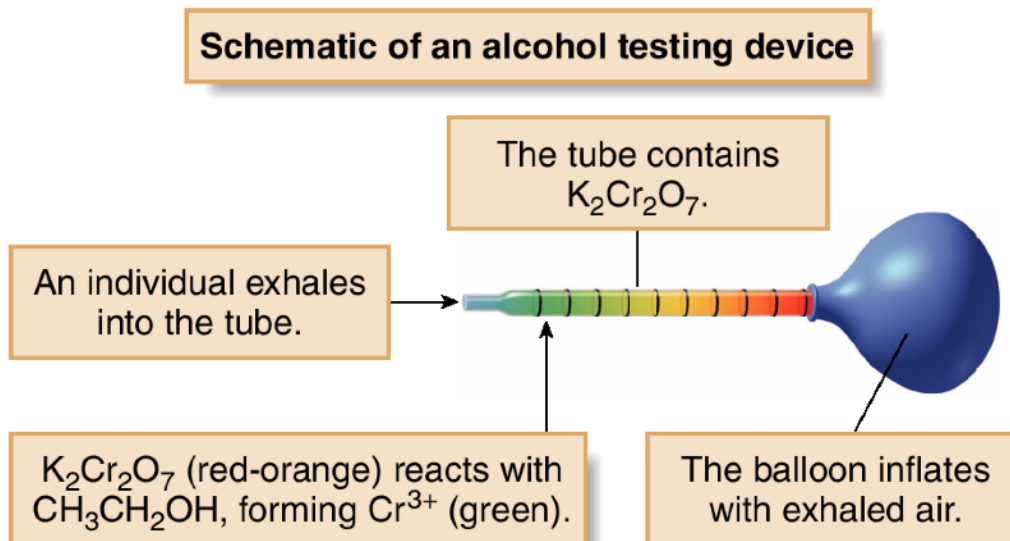 Schematic of an alcohol testing device
The tube contains
K₂Cr₂O₇.
An individual exhales
into the tube.
K₂Cr₂O₇ (red-orange) reacts with
CH₃CH₂OH, forming Cr³⁺ (green).
The balloon inflates
with exhaled air.